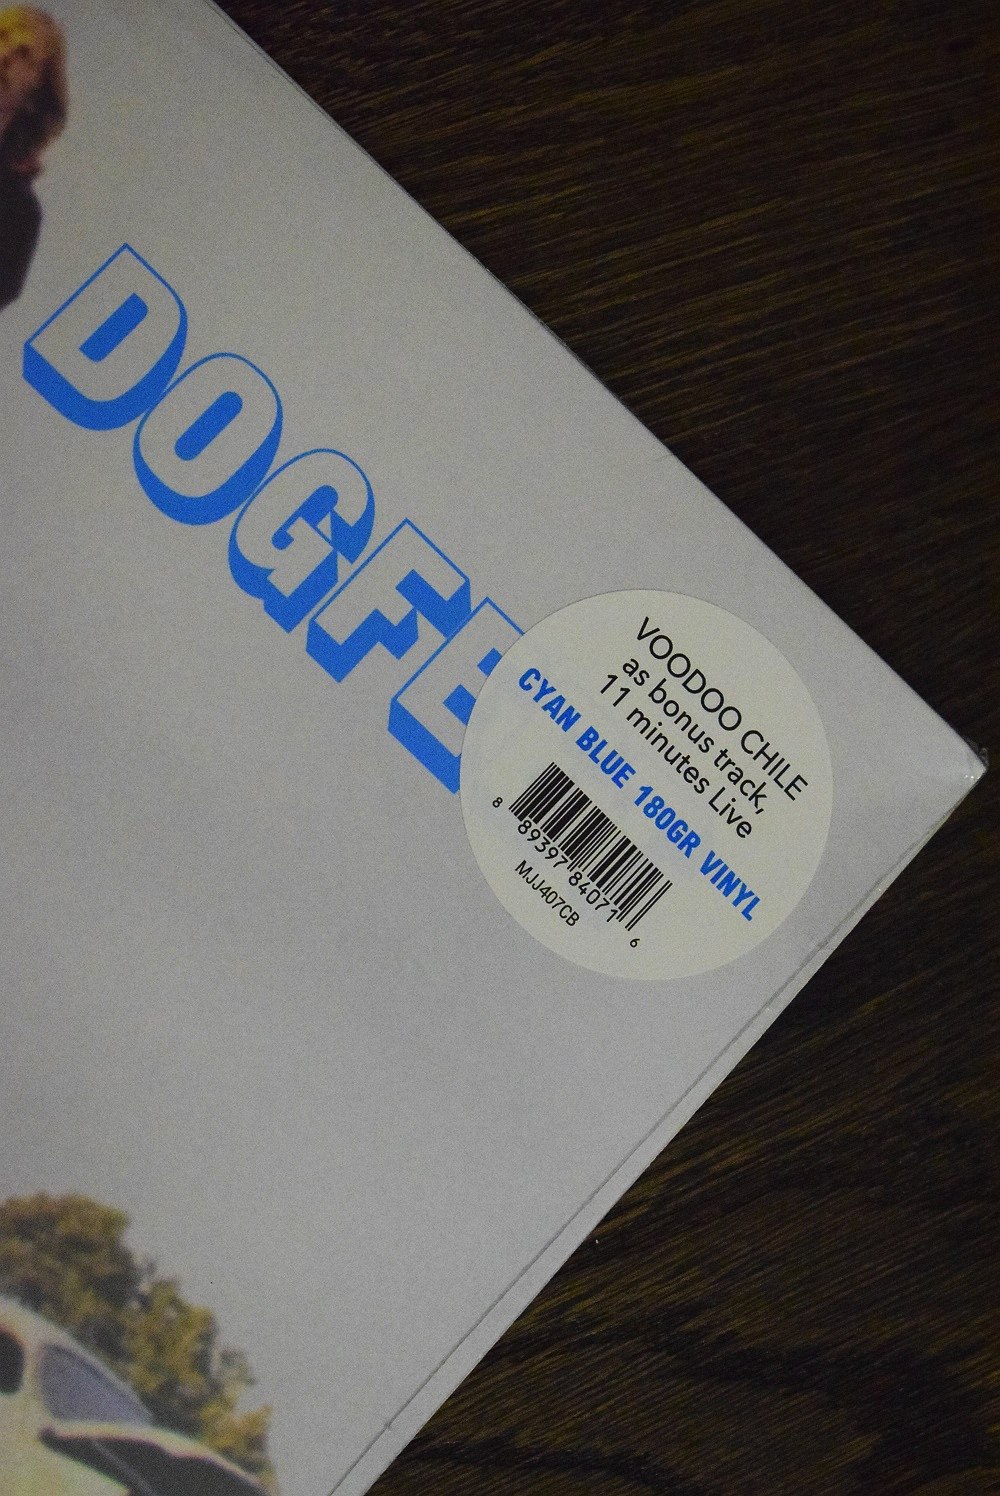 DOGFE
VOODOO CHILE
as bonus track,
11 minutes Live
CYAN BLUE 180GR VINYL
8 89397 84071 6
MJJ407CB